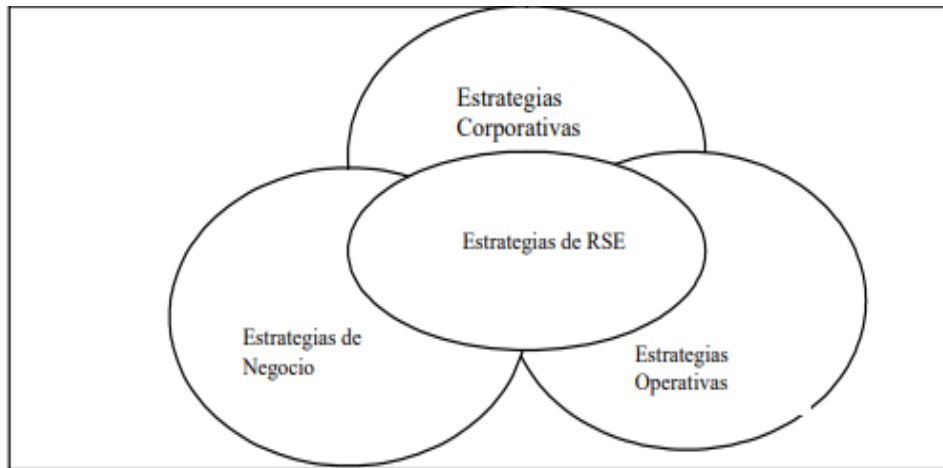 Estrategias
Corporativas
Estrategias de RSE
Estrategias de
Negocio
Estrategias
Operativas